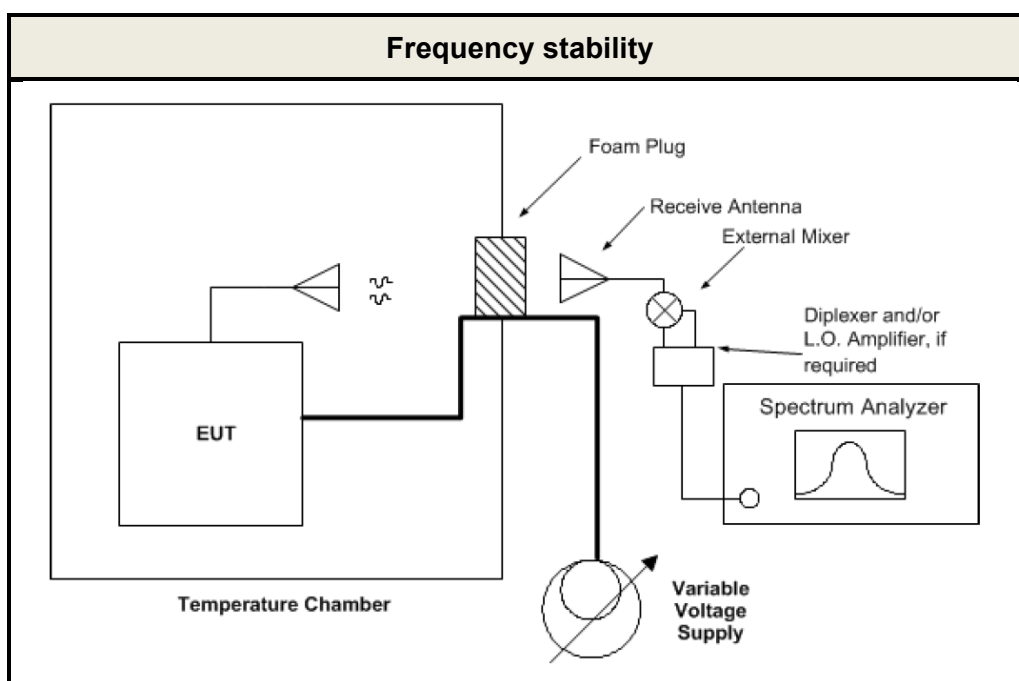 Frequency stability
Foam Plug
Receive Antenna
External Mixer
Diplexer and/or
L.O. Amplifier, if
required
Spectrum Analyzer
EUT
Temperature Chamber
Variable
Voltage
Supply